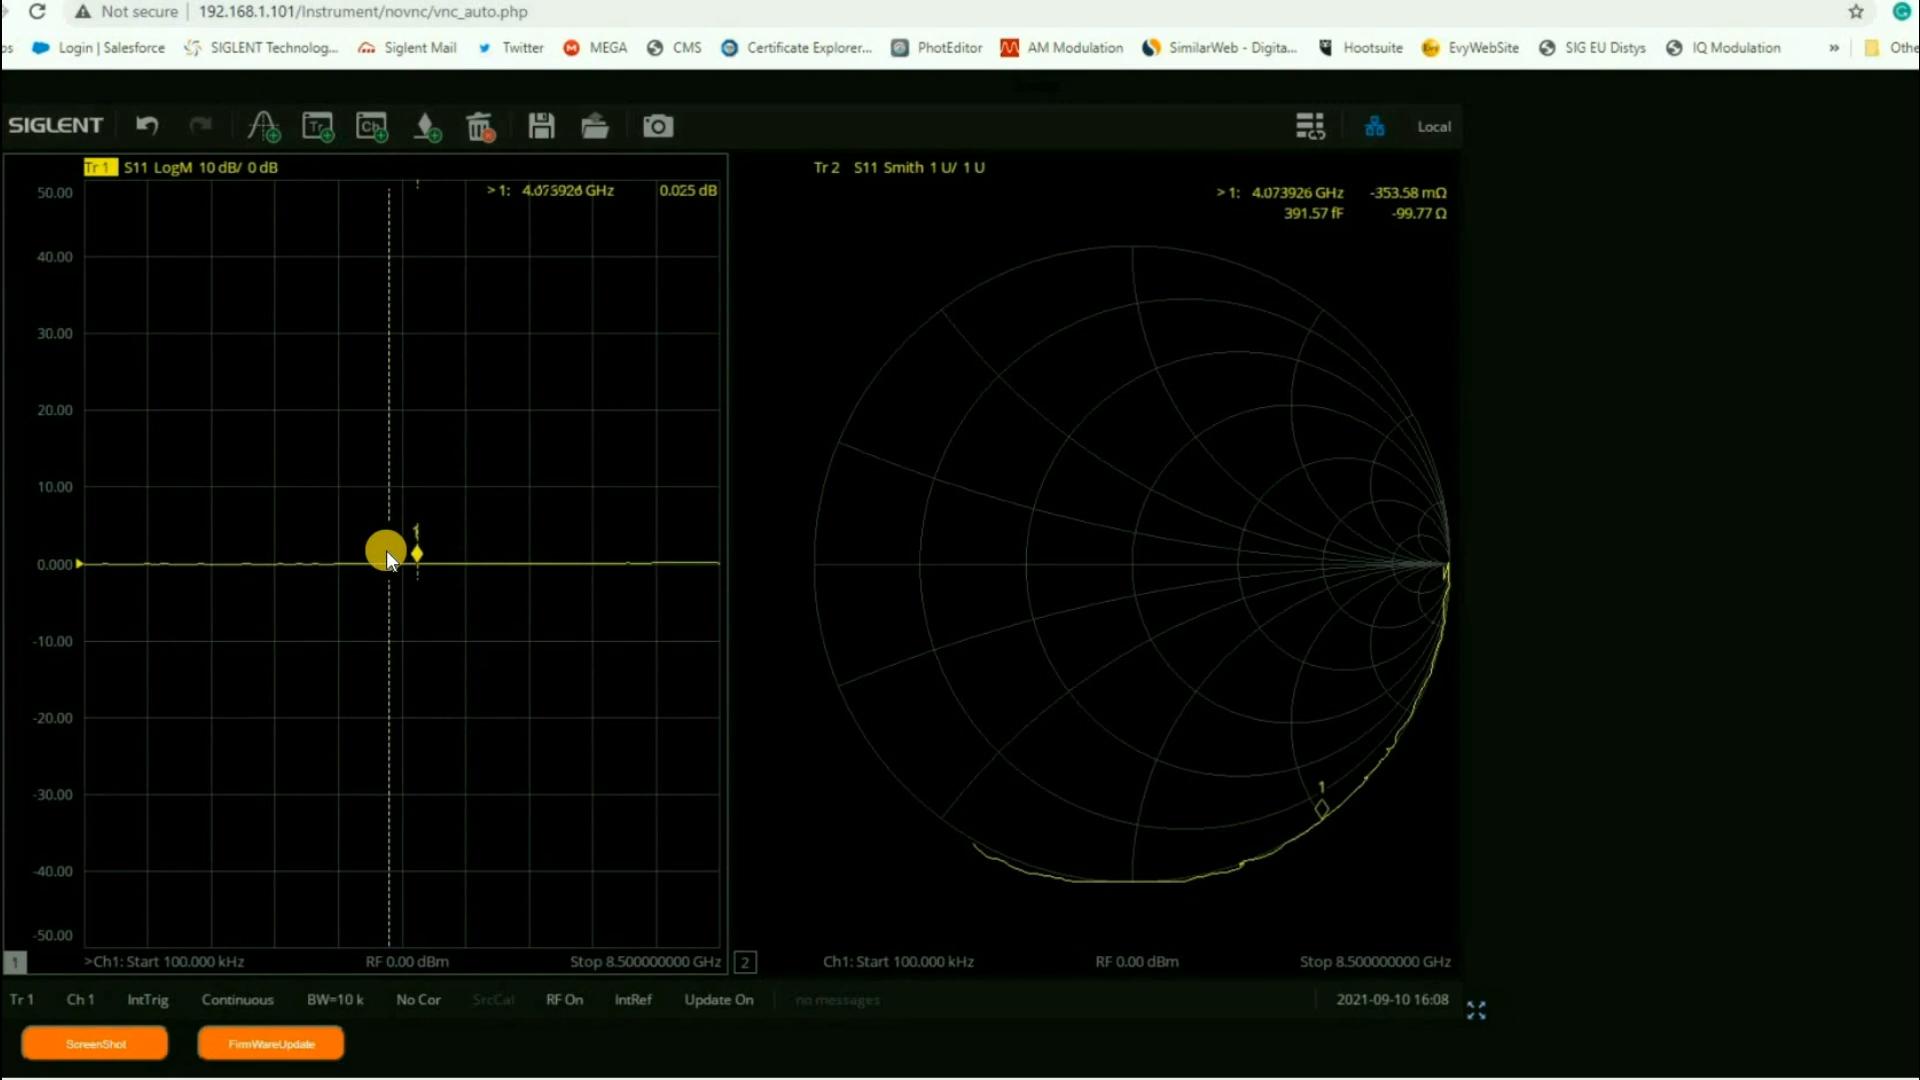 Not secure 192.168.1.101/Instrument/novnc/vnc_auto.php
ps Login | Salesforce SIGLENT Technolog... Siglent Mail Twitter MEGA CMS Certificate Explorer... PhotEditor AM Modulation SimilarWeb - Digita... Hootsuite EvyWebSite SIG EU Distys IQ Modulation » Othe
SIGLENT Tr Ch Local
Tr 1 S11 LogM 10 dB/ 0 dB
>1: 4.073926 GHz 0.025 dB
50.00
40.00
30.00
20.00
10.00
0.000
-10.00
-20.00
-30.00
-40.00
-50.00
1 >Ch1: Start 100.000 kHz RF 0.00 dBm Stop 8.500000000 GHz
Tr 2 S11 Smith 1 U/ 1 U
>1: 4.073926 GHz -353.58 mΩ
391.57 fF -99.77 Ω
1
2 Ch1: Start 100.000 kHz RF 0.00 dBm Stop 8.500000000 GHz
Tr 1 Ch 1 IntTrig Continuous BW=10 k No Cor SrcCal RF On IntRef Update On no messages 2021-09-10 16:08
ScreenShot FirmWareUpdate